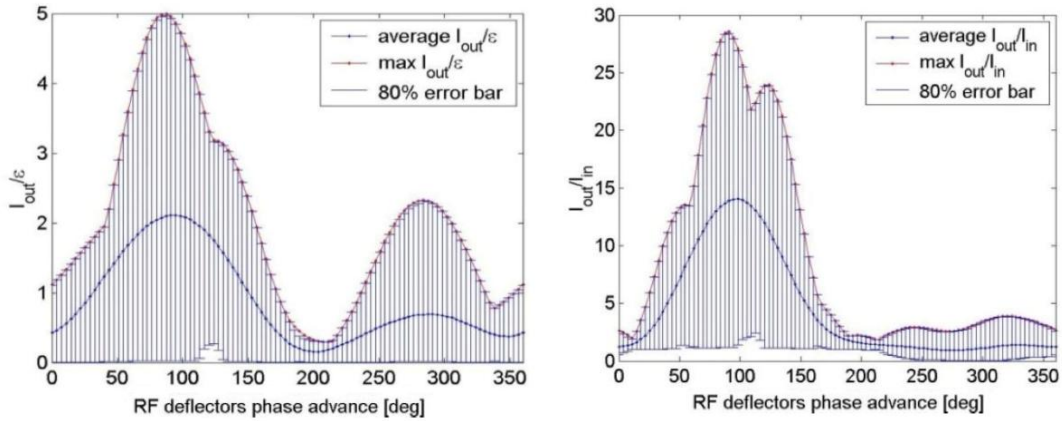 5
4
3
2
1
0
I_out/ε
average I_out/ε
max I_out/ε
80% error bar
0 50 100 150 200 250 300 350
RF deflectors phase advance [deg]
30
25
20
15
10
5
0
I_out/I_in
average I_out/I_in
max I_out/I_in
80% error bar
0 50 100 150 200 250 300 350
RF deflectors phase advance [deg]